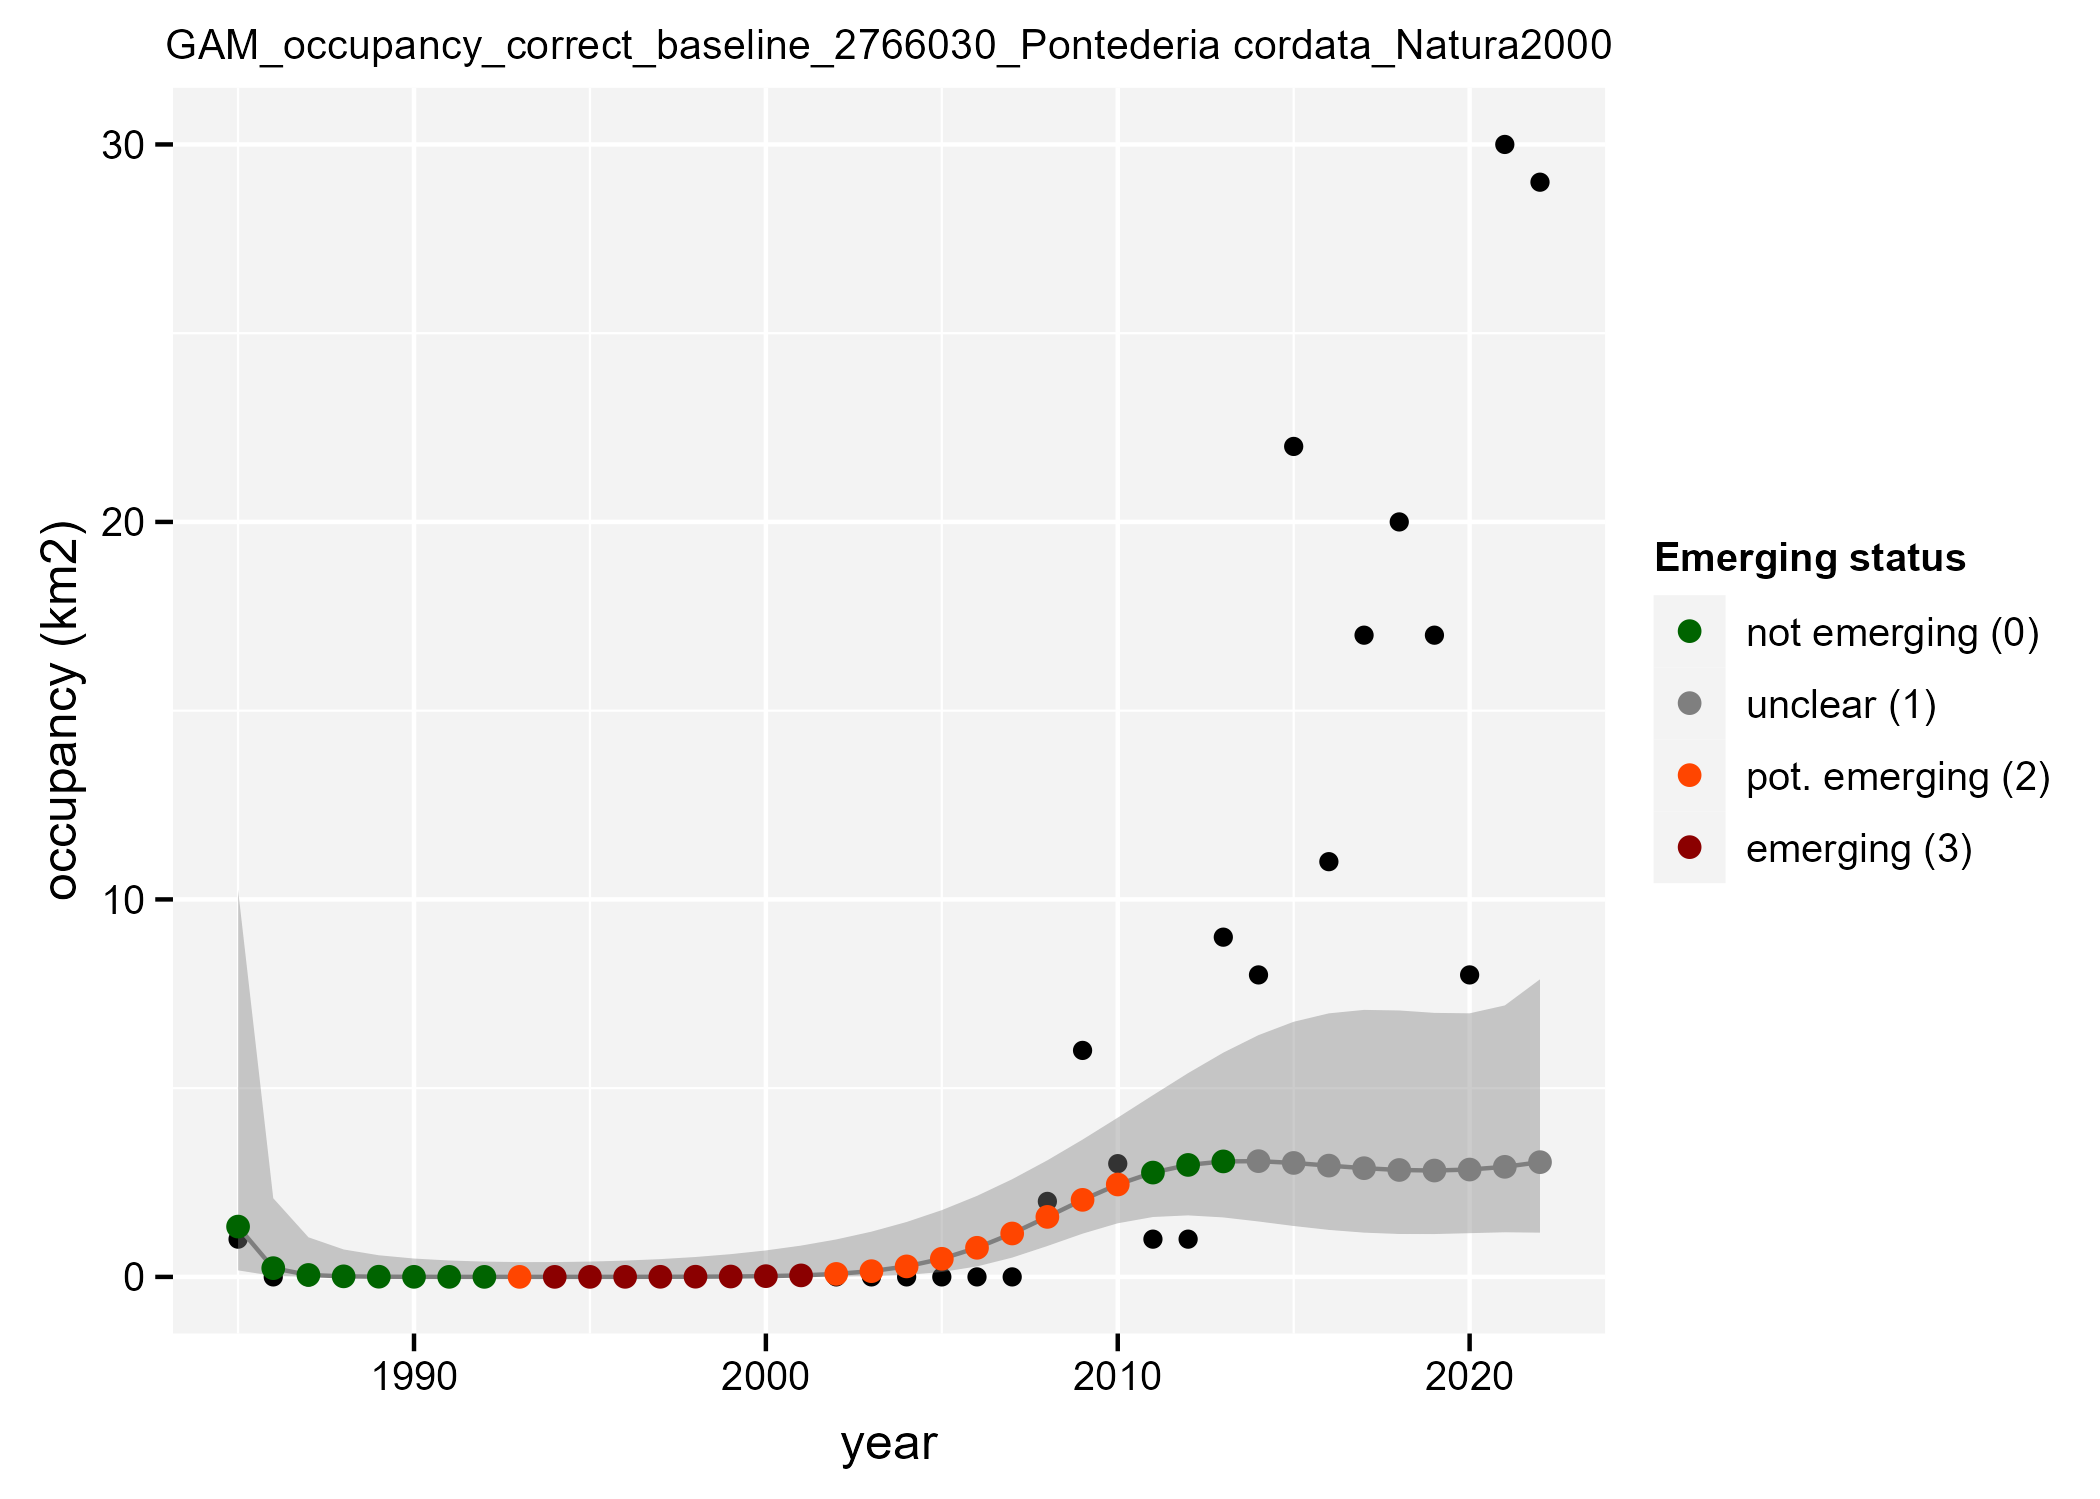 GAM_occupancy_correct_baseline_2766030_Pontederia cordata_Natura2000
30
20
10
0
occupancy (km2)
1990
2000
2010
2020
year
Emerging status
not emerging (0)
unclear (1)
pot. emerging (2)
emerging (3)